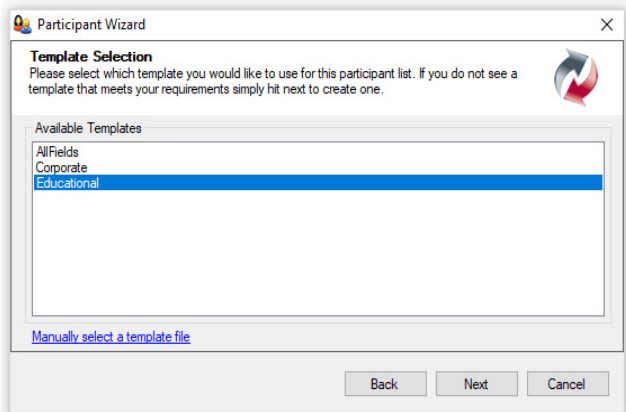 Participant Wizard
Template Selection
Please select which template you would like to use for this participant list. If you do not see a
template that meets your requirements simply hit next to create one.
Available Templates
AllFields
Corporate
Educational
Manually select a template file
Back Next Cancel